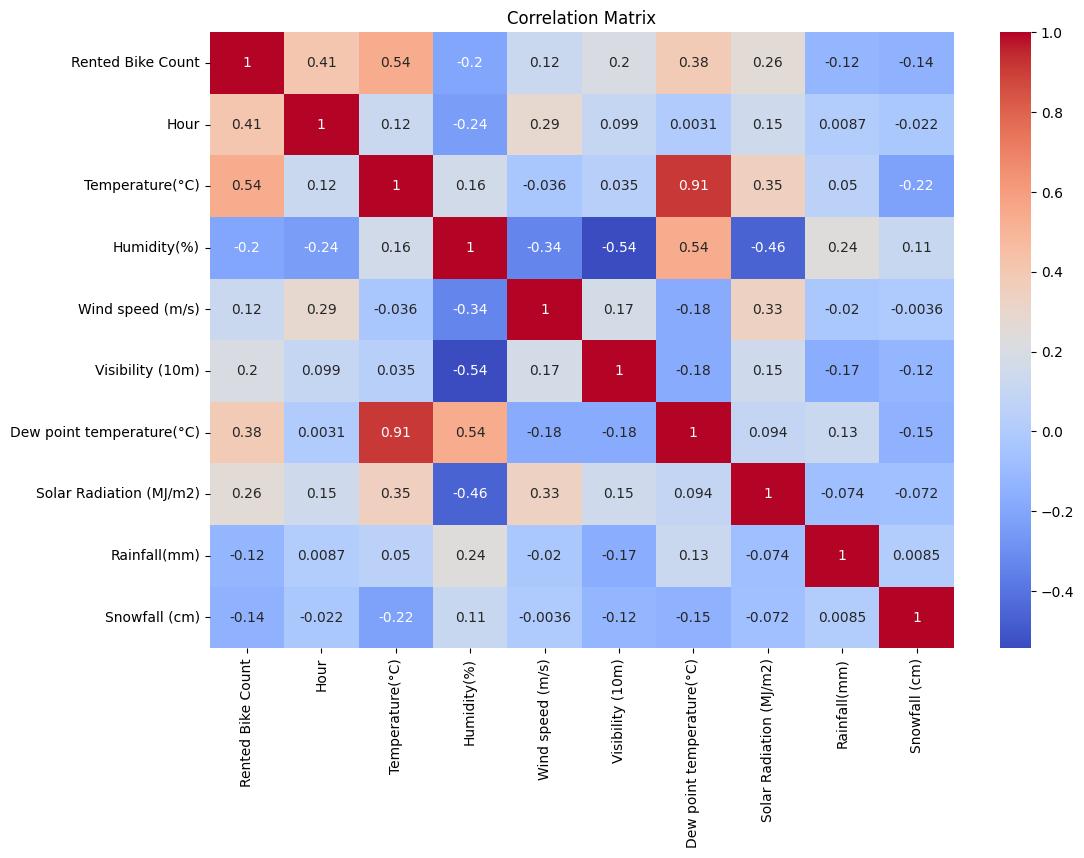 Correlation Matrix
Rented Bike Count 1 0.41 0.54 -0.2 0.12 0.2 0.38 0.26 -0.12 -0.14
Hour 0.41 1 0.12 -0.24 0.29 0.099 0.0031 0.15 0.0087 -0.022
Temperature(°C) 0.54 0.12 1 0.16 -0.036 0.035 0.91 0.35 0.05 -0.22
Humidity(%) -0.2 -0.24 0.16 1 -0.34 -0.54 0.54 -0.46 0.24 0.11
Wind speed (m/s) 0.12 0.29 -0.036 -0.34 1 0.17 -0.18 0.33 -0.02 -0.0036
Visibility (10m) 0.2 0.099 0.035 -0.54 0.17 1 -0.18 0.15 -0.17 -0.12
Dew point temperature(°C) 0.38 0.0031 0.91 0.54 -0.18 -0.18 1 0.094 0.13 -0.15
Solar Radiation (MJ/m2) 0.26 0.15 0.35 -0.46 0.33 0.15 0.094 1 -0.074 -0.072
Rainfall(mm) -0.12 0.0087 0.05 0.24 -0.02 -0.17 0.13 -0.074 1 0.0085
Snowfall (cm) -0.14 -0.022 -0.22 0.11 -0.0036 -0.12 -0.15 -0.072 0.0085 1
Rented Bike Count
Hour
Temperature(°C)
Humidity(%)
Wind speed (m/s)
Visibility (10m)
Dew point temperature(°C)
Solar Radiation (MJ/m2)
Rainfall(mm)
Snowfall (cm)
1.0
0.8
0.6
0.4
0.2
0.0
−0.2
−0.4